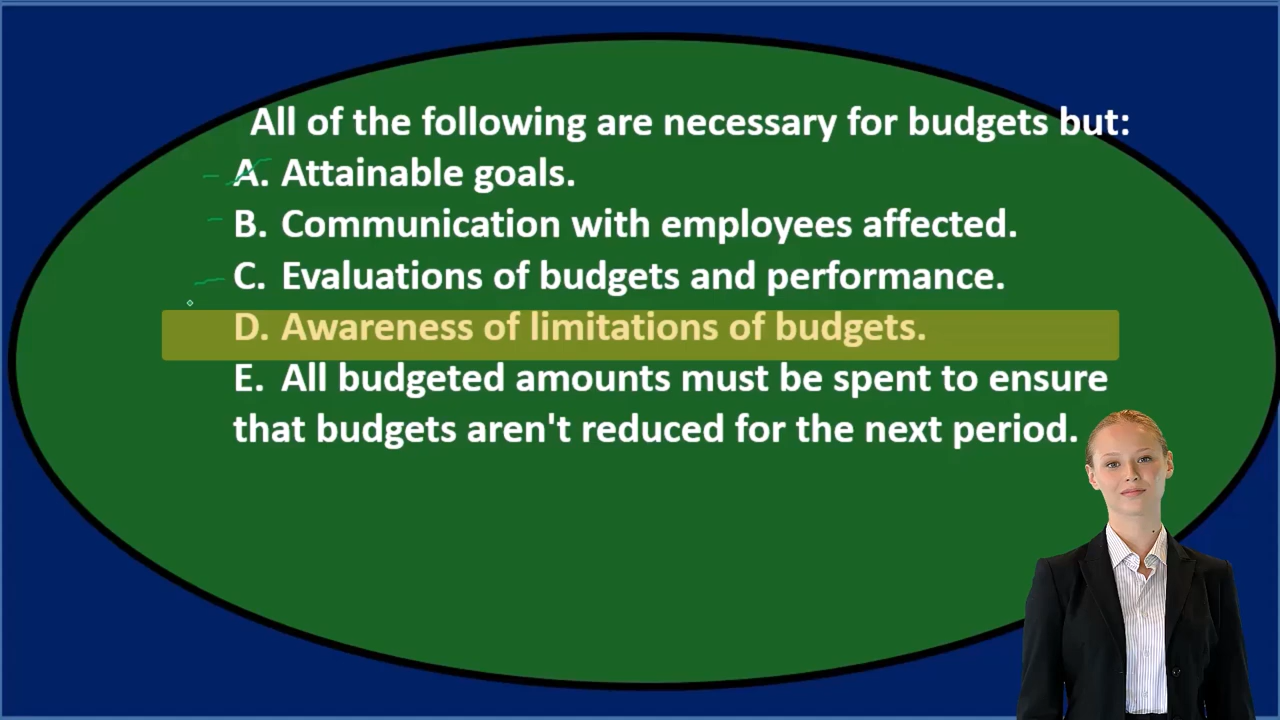 All of the following are necessary for budgets but:
A. Attainable goals.
B. Communication with employees affected.
C. Evaluations of budgets and performance.
D. Awareness of limitations of budgets.
E. All budgeted amounts must be spent to ensure
that budgets aren't reduced for the next period.